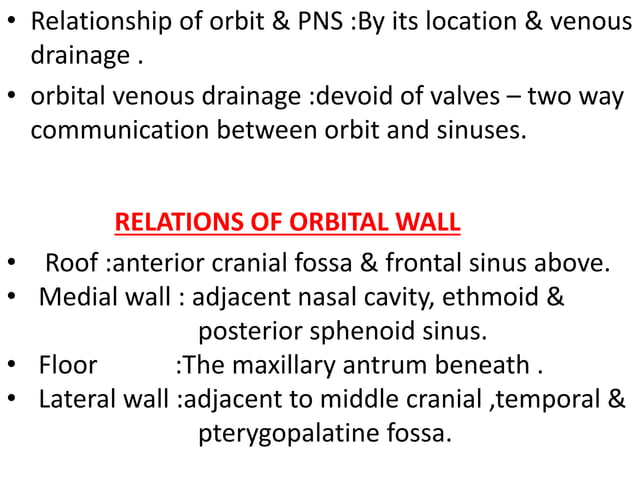 • Relationship of orbit & PNS :By its location & venous
drainage .
• orbital venous drainage :devoid of valves – two way
communication between orbit and sinuses.
RELATIONS OF ORBITAL WALL
• Roof :anterior cranial fossa & frontal sinus above.
• Medial wall : adjacent nasal cavity, ethmoid &
posterior sphenoid sinus.
• Floor :The maxillary antrum beneath .
• Lateral wall :adjacent to middle cranial ,temporal &
pterygopalatine fossa.